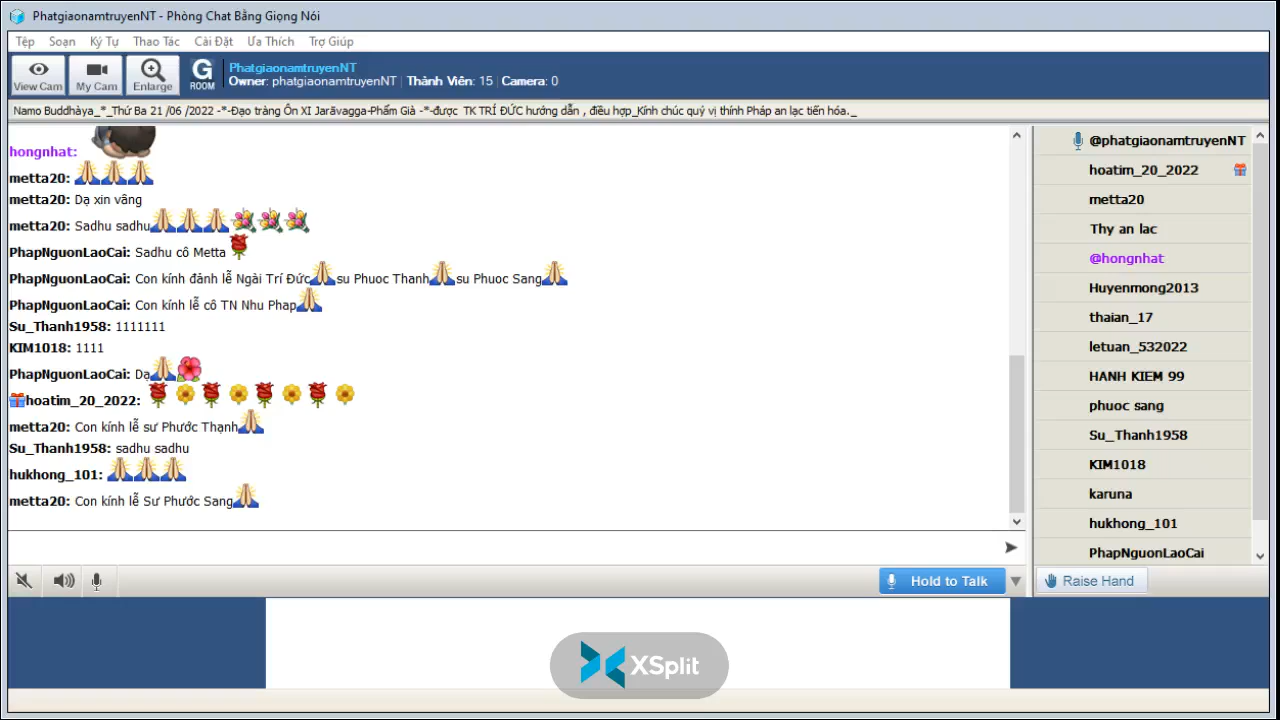 PhatgiaonamtruyenNT - Phòng Chat Bằng Giọng Nói
Tệp Soạn Ký Tự Thao Tác Cài Đặt Ưa Thích Trợ Giúp
View Cam My Cam Enlarge G ROOM
PhatgiaonamtruyenNT
Owner: phatgiaonamtruyenNT | Thành Viên: 15 | Camera: 0
Namo Buddhàya_*_Thứ Ba 21 /06 /2022 -*-Đạo tràng Ôn XI Jarāvagga-Phẩm Già -*-được TK TRÍ ĐỨC hướng dẫn , điều hợp_Kính chúc quý vị thính Pháp an lạc tiến hóa._
hongnhat:
metta20:
metta20: Dạ xin vâng
metta20: Sadhu sadhu
PhapNguonLaoCai: Sadhu cô Metta
PhapNguonLaoCai: Con kính đảnh lễ Ngài Trí Đức su Phuoc Thanh su Phuoc Sang
PhapNguonLaoCai: Con kính lễ cô TN Nhu Phap
Su_Thanh1958: 1111111
KIM1018: 1111
PhapNguonLaoCai: Dạ
hoatim_20_2022:
metta20: Con kính lễ sư Phước Thạnh
Su_Thanh1958: sadhu sadhu
hukhong_101:
metta20: Con kính lễ Sư Phước Sang
@phatgiaonamtruyenNT
hoatim_20_2022
metta20
Thy an lac
@hongnhat
Huyenmong2013
thaian_17
letuan_532022
HANH KIEM 99
phuoc sang
Su_Thanh1958
KIM1018
karuna
hukhong_101
PhapNguonLaoCai
Hold to Talk
Raise Hand
XSplit